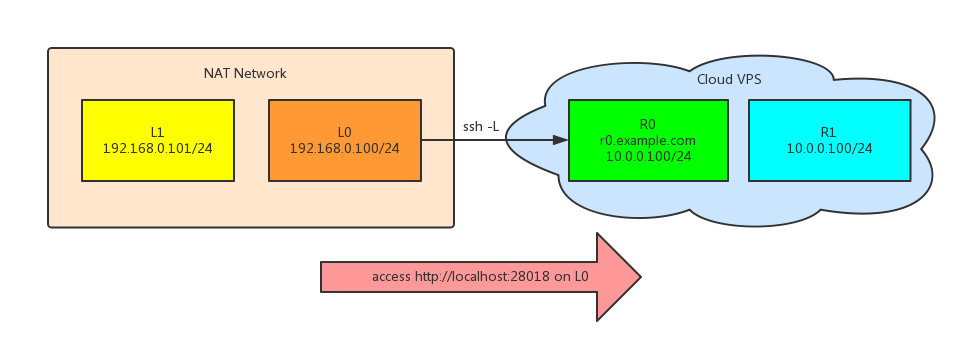 NAT Network
L1
192.168.0.101/24
L0
192.168.0.100/24
ssh -L
Cloud VPS
R0
r0.example.com
10.0.0.100/24
R1
10.0.0.100/24
access http://localhost:28018 on L0